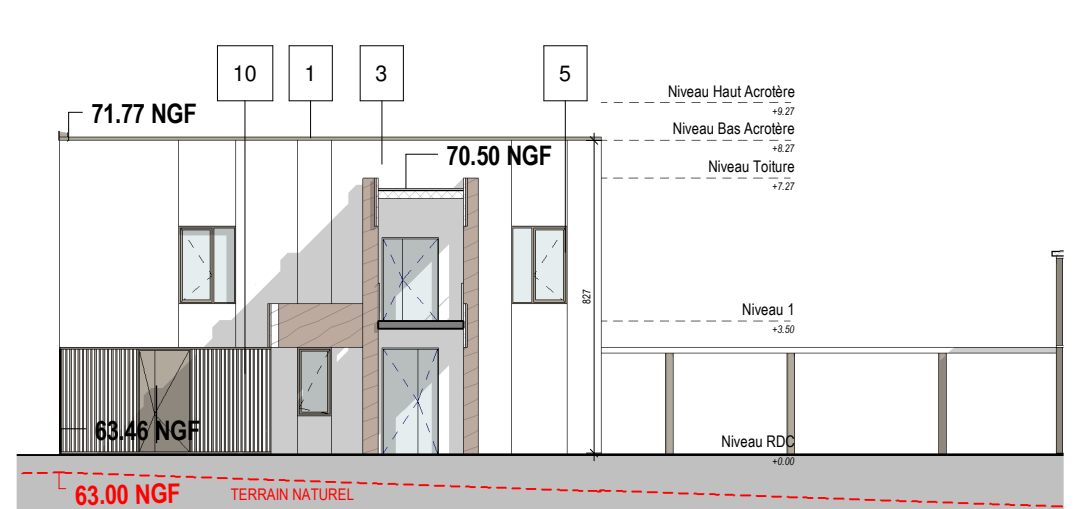 10
1
3
5
Niveau Haut Acrotère
+9.27
71.77 NGF
Niveau Bas Acrotère
+8.27
70.50 NGF
Niveau Toiture
+7.27
827
Niveau 1
+3.50
63.46 NGF
Niveau RDC
+0.00
63.00 NGF
TERRAIN NATUREL